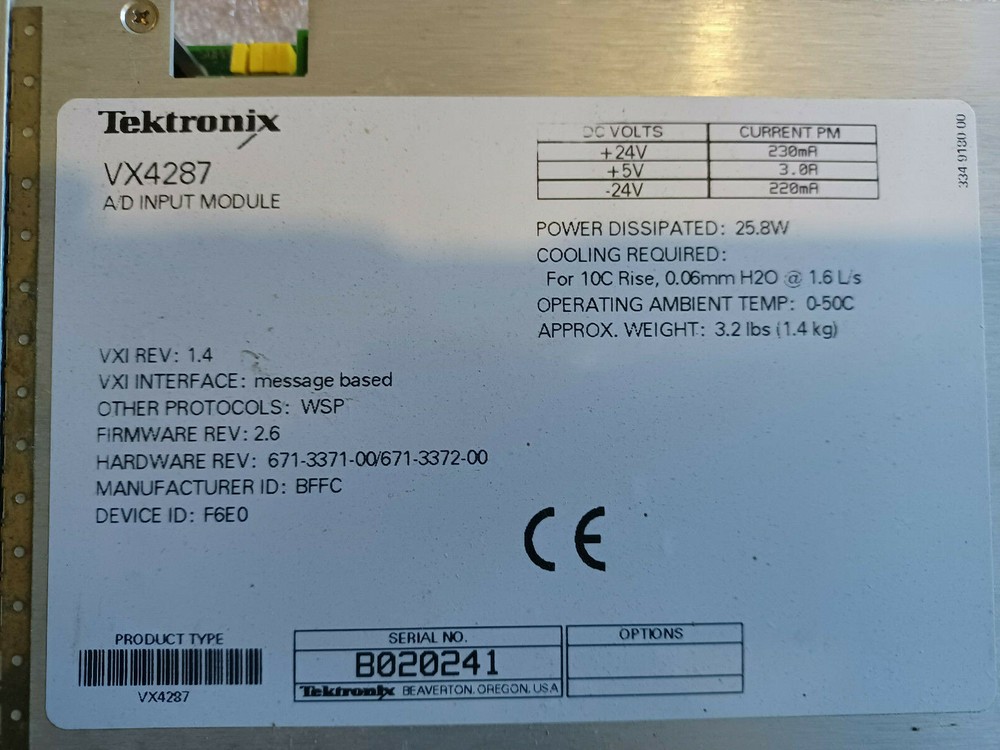 Tektronix
VX4287
A/D INPUT MODULE
DC VOLTS CURRENT PM
+24V 230mA
+5V 3.0A
-24V 220mA
334 9180 00
POWER DISSIPATED: 25.8W
COOLING REQUIRED:
For 10C Rise, 0.06mm H2O @ 1.6 L/s
OPERATING AMBIENT TEMP: 0-50C
APPROX. WEIGHT: 3.2 lbs (1.4 kg)
VXI REV: 1.4
VXI INTERFACE: message based
OTHER PROTOCOLS: WSP
FIRMWARE REV: 2.6
HARDWARE REV: 671-3371-00/671-3372-00
MANUFACTURER ID: BFFC
DEVICE ID: F6E0
CE
PRODUCT TYPE
VX4287
SERIAL NO.
B020241
Tektronix BEAVERTON, OREGON, USA
OPTIONS